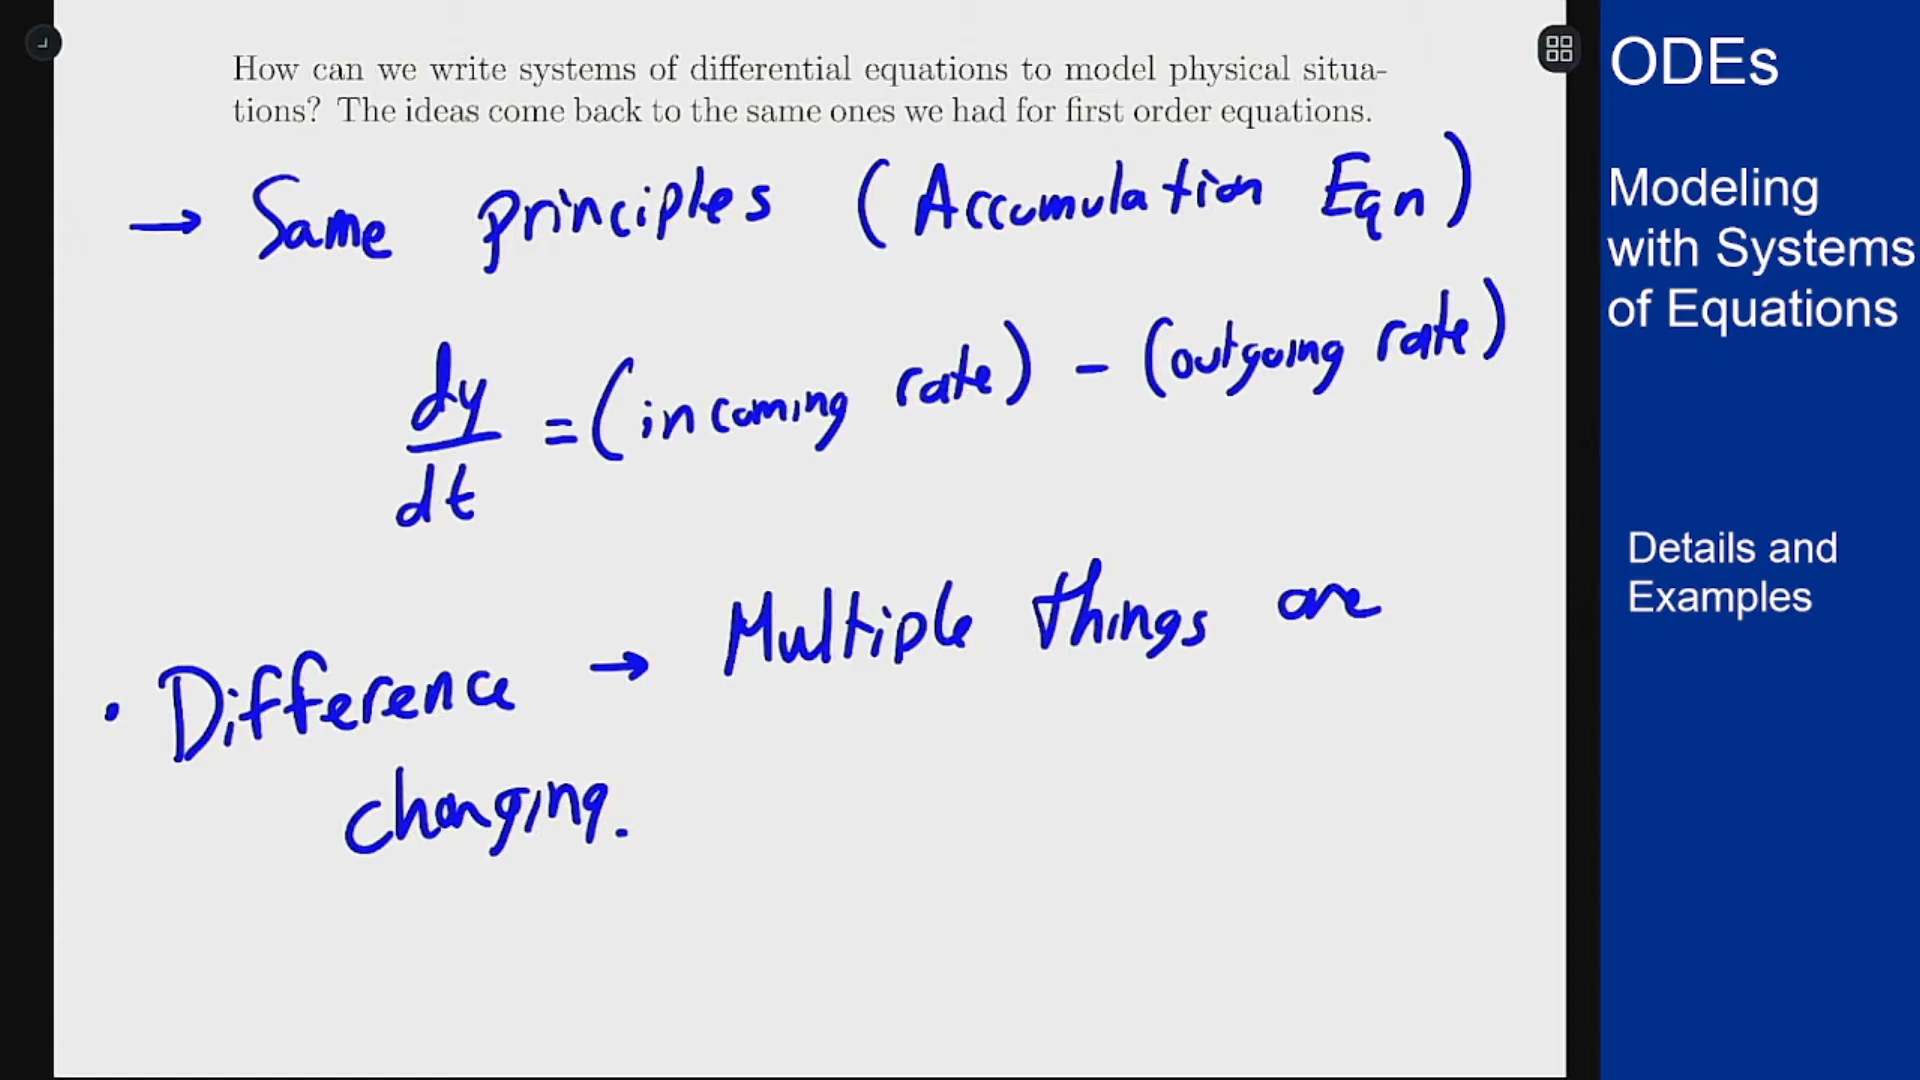 How can we write systems of differential equations to model physical situa-
tions? The ideas come back to the same ones we had for first order equations.
→ Same principles (Accumulation Eqn)
dy/dt = (incoming rate) - (outgoing rate)
• Difference → Multiple things are
changing.
ODEs
Modeling
with Systems
of Equations
Details and
Examples